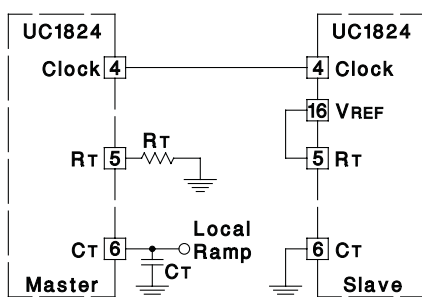 UC1824
UC1824
Clock 4
4 Clock
16 VREF
RT 5
RT
5 RT
CT 6
CT
Local
Ramp
6 CT
Master
Slave